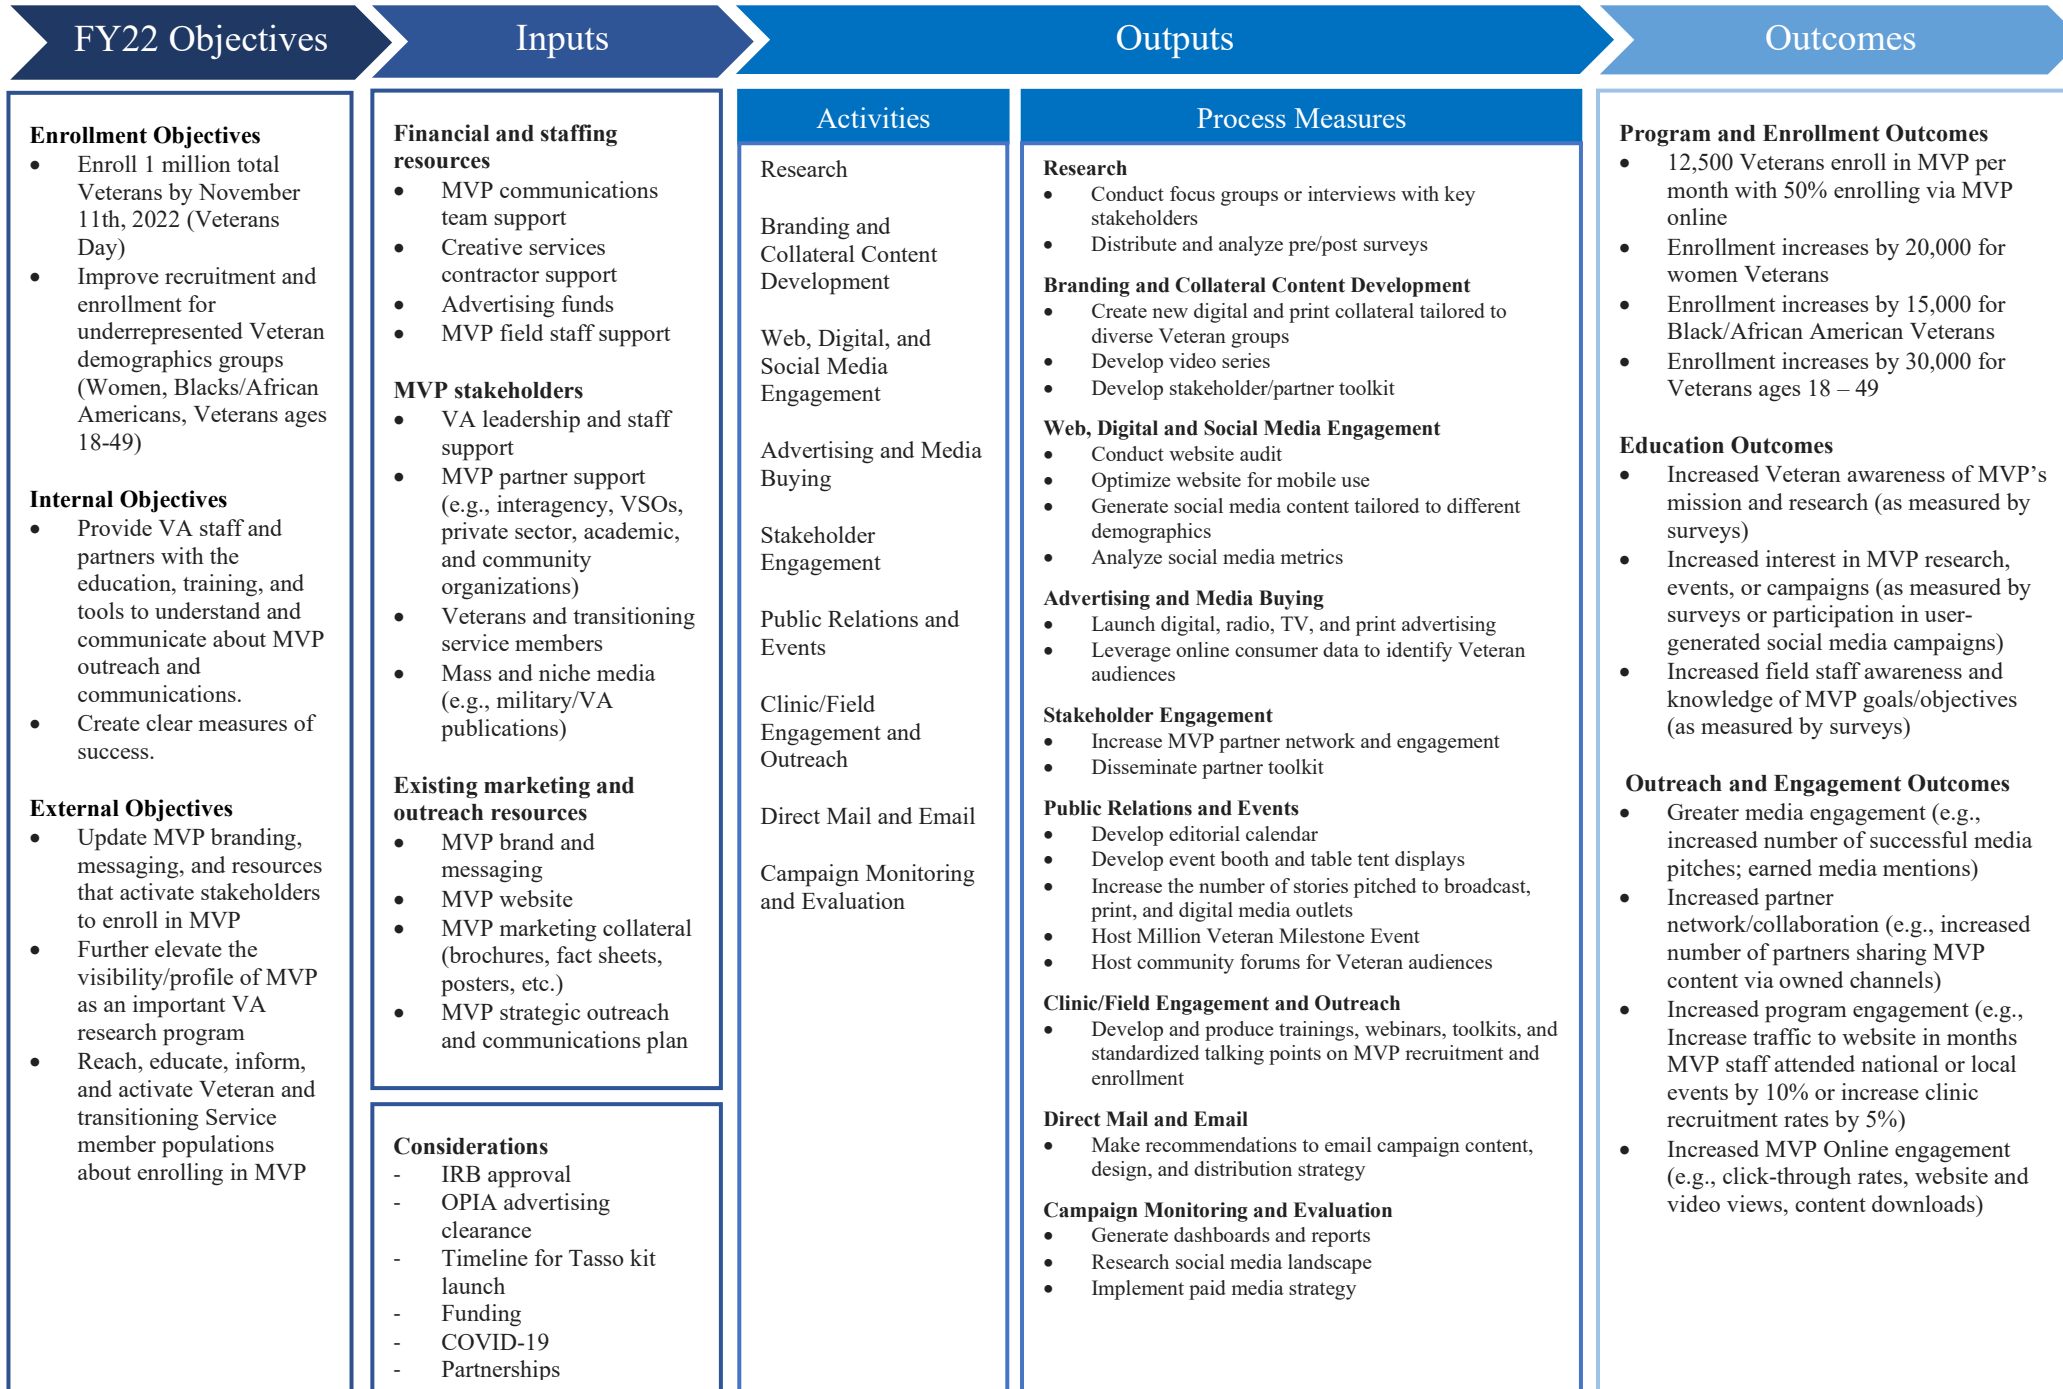 FY22 Objectives
Inputs
Outputs
Outcomes
Enrollment Objectives
• Enroll 1 million total
Veterans by November
11th, 2022 (Veterans
Day)
• Improve recruitment and
enrollment for
underrepresented Veteran
demographics groups
(Women, Blacks/African
Americans, Veterans ages
18-49)
Internal Objectives
• Provide VA staff and
partners with the
education, training, and
tools to understand and
communicate about MVP
outreach and
communications.
• Create clear measures of
success.
External Objectives
• Update MVP branding,
messaging, and resources
that activate stakeholders
to enroll in MVP
• Further elevate the
visibility/profile of MVP
as an important VA
research program
• Reach, educate, inform,
and activate Veteran and
transitioning Service
member populations
about enrolling in MVP
Financial and staffing
resources
• MVP communications
team support
• Creative services
contractor support
• Advertising funds
• MVP field staff support
MVP stakeholders
• VA leadership and staff
support
• MVP partner support
(e.g., interagency, VSOs,
private sector, academic,
and community
organizations)
• Veterans and transitioning
service members
• Mass and niche media
(e.g., military/VA
publications)
Existing marketing and
outreach resources
• MVP brand and
messaging
• MVP website
• MVP marketing collateral
(brochures, fact sheets,
posters, etc.)
• MVP strategic outreach
and communications plan
Considerations
- IRB approval
- OPIA advertising
clearance
- Timeline for Tasso kit
launch
- Funding
- COVID-19
- Partnerships
Activities
Research
Branding and
Collateral Content
Development
Web, Digital, and
Social Media
Engagement
Advertising and Media
Buying
Stakeholder
Engagement
Public Relations and
Events
Clinic/Field
Engagement and
Outreach
Direct Mail and Email
Campaign Monitoring
and Evaluation
Process Measures
Research
• Conduct focus groups or interviews with key
stakeholders
• Distribute and analyze pre/post surveys
Branding and Collateral Content Development
• Create new digital and print collateral tailored to
diverse Veteran groups
• Develop video series
• Develop stakeholder/partner toolkit
Web, Digital and Social Media Engagement
• Conduct website audit
• Optimize website for mobile use
• Generate social media content tailored to different
demographics
• Analyze social media metrics
Advertising and Media Buying
• Launch digital, radio, TV, and print advertising
• Leverage online consumer data to identify Veteran
audiences
Stakeholder Engagement
• Increase MVP partner network and engagement
• Disseminate partner toolkit
Public Relations and Events
• Develop editorial calendar
• Develop event booth and table tent displays
• Increase the number of stories pitched to broadcast,
print, and digital media outlets
• Host Million Veteran Milestone Event
• Host community forums for Veteran audiences
Clinic/Field Engagement and Outreach
• Develop and produce trainings, webinars, toolkits, and
standardized talking points on MVP recruitment and
enrollment
Direct Mail and Email
• Make recommendations to email campaign content,
design, and distribution strategy
Campaign Monitoring and Evaluation
• Generate dashboards and reports
• Research social media landscape
• Implement paid media strategy
Program and Enrollment Outcomes
• 12,500 Veterans enroll in MVP per
month with 50% enrolling via MVP
online
• Enrollment increases by 20,000 for
women Veterans
• Enrollment increases by 15,000 for
Black/African American Veterans
• Enrollment increases by 30,000 for
Veterans ages 18 – 49
Education Outcomes
• Increased Veteran awareness of MVP’s
mission and research (as measured by
surveys)
• Increased interest in MVP research,
events, or campaigns (as measured by
surveys or participation in user-
generated social media campaigns)
• Increased field staff awareness and
knowledge of MVP goals/objectives
(as measured by surveys)
Outreach and Engagement Outcomes
• Greater media engagement (e.g.,
increased number of successful media
pitches; earned media mentions)
• Increased partner
network/collaboration (e.g., increased
number of partners sharing MVP
content via owned channels)
• Increased program engagement (e.g.,
Increase traffic to website in months
MVP staff attended national or local
events by 10% or increase clinic
recruitment rates by 5%)
• Increased MVP Online engagement
(e.g., click-through rates, website and
video views, content downloads)